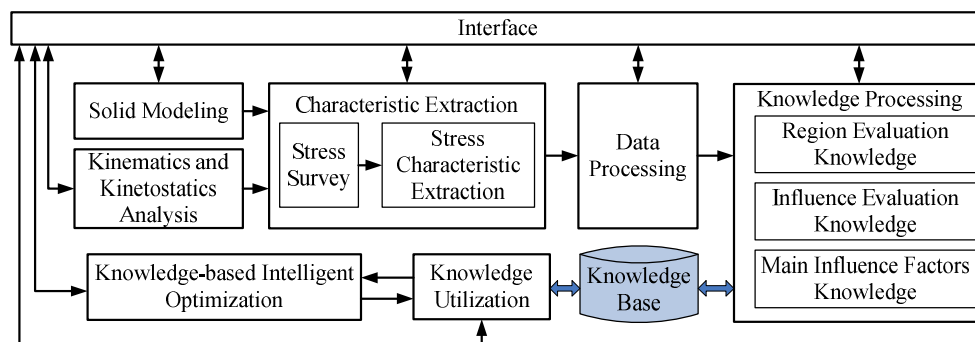 Interface
Solid Modeling
Kinematics and
Kinetostatics
Analysis
Characteristic Extraction
Stress
Survey
Stress
Characteristic
Extraction
Data
Processing
Knowledge Processing
Region Evaluation
Knowledge
Influence Evaluation
Knowledge
Main Influence Factors
Knowledge
Knowledge-based Intelligent
Optimization
Knowledge
Utilization
Knowledge
Base